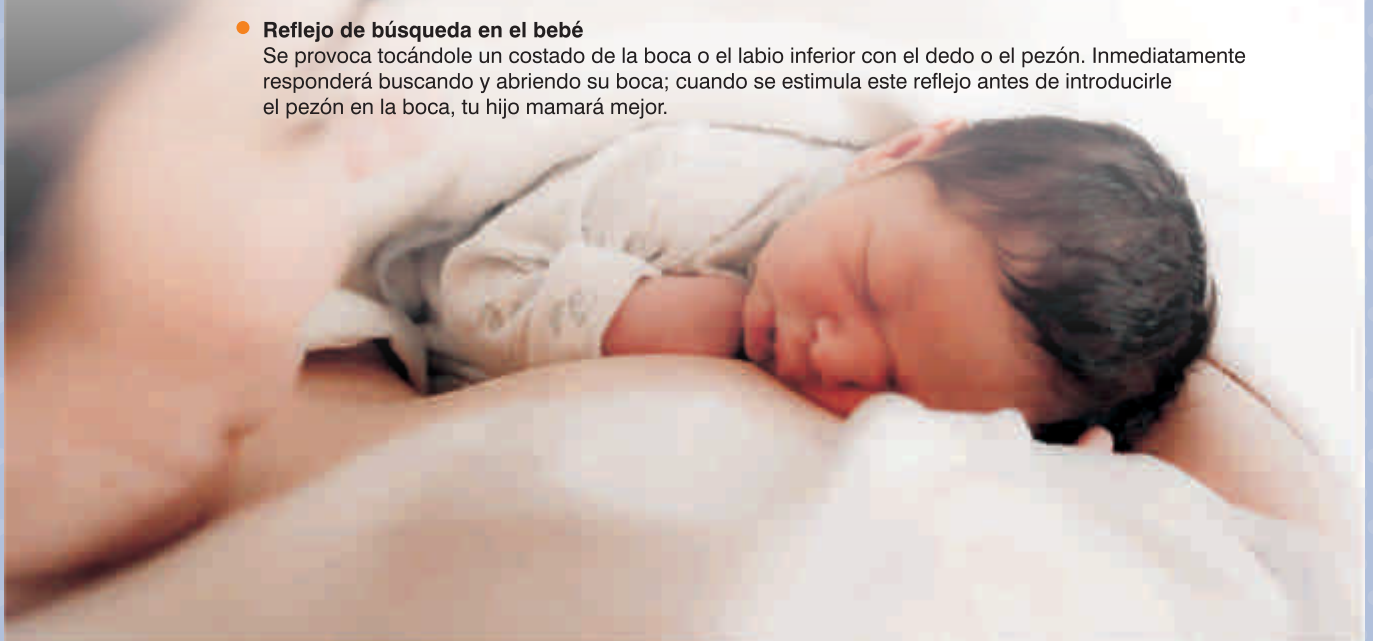 Reflejo de búsqueda en el bebé
Se provoca tocándole un costado de la boca o el labio inferior con el dedo o el pezón. Inmediatamente
responderá buscando y abriendo su boca; cuando se estimula este reflejo antes de introducirle
el pezón en la boca, tu hijo mamará mejor.